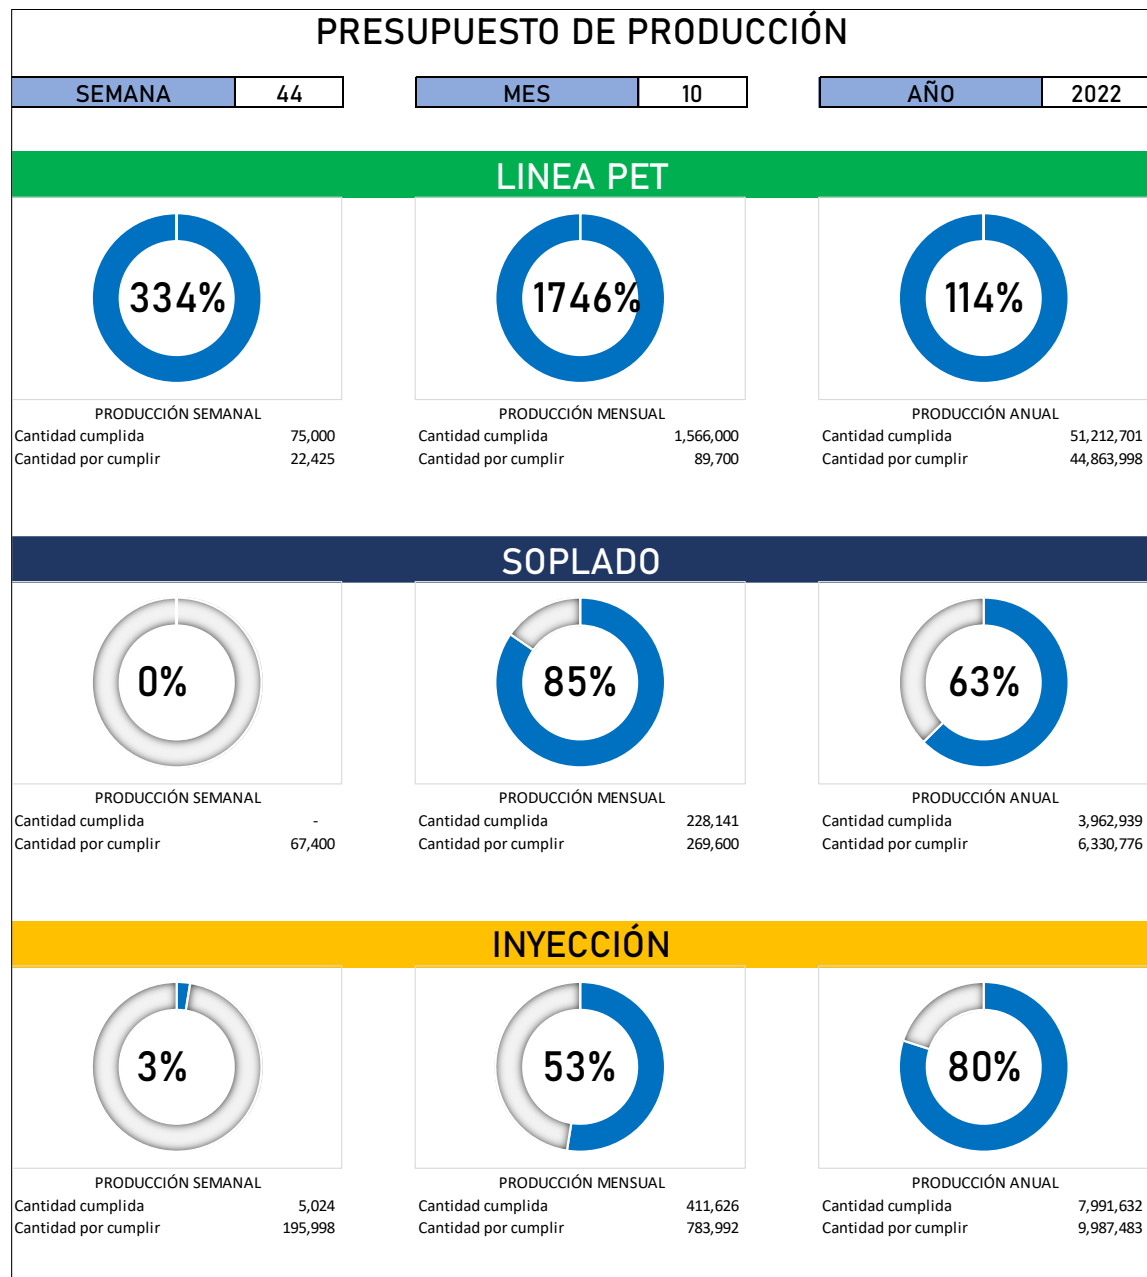 PRESUPUESTO DE PRODUCCIÓN
SEMANA 44 MES 10 AÑO 2022
LINEA PET
334% 1746% 114%
PRODUCCIÓN SEMANAL PRODUCCIÓN MENSUAL PRODUCCIÓN ANUAL
Cantidad cumplida 75,000 Cantidad cumplida 1,566,000 Cantidad cumplida 51,212,701
Cantidad por cumplir 22,425 Cantidad por cumplir 89,700 Cantidad por cumplir 44,863,998
SOPLADO
0% 85% 63%
PRODUCCIÓN SEMANAL PRODUCCIÓN MENSUAL PRODUCCIÓN ANUAL
Cantidad cumplida - Cantidad cumplida 228,141 Cantidad cumplida 3,962,939
Cantidad por cumplir 67,400 Cantidad por cumplir 269,600 Cantidad por cumplir 6,330,776
INYECCIÓN
3% 53% 80%
PRODUCCIÓN SEMANAL PRODUCCIÓN MENSUAL PRODUCCIÓN ANUAL
Cantidad cumplida 5,024 Cantidad cumplida 411,626 Cantidad cumplida 7,991,632
Cantidad por cumplir 195,998 Cantidad por cumplir 783,992 Cantidad por cumplir 9,987,483